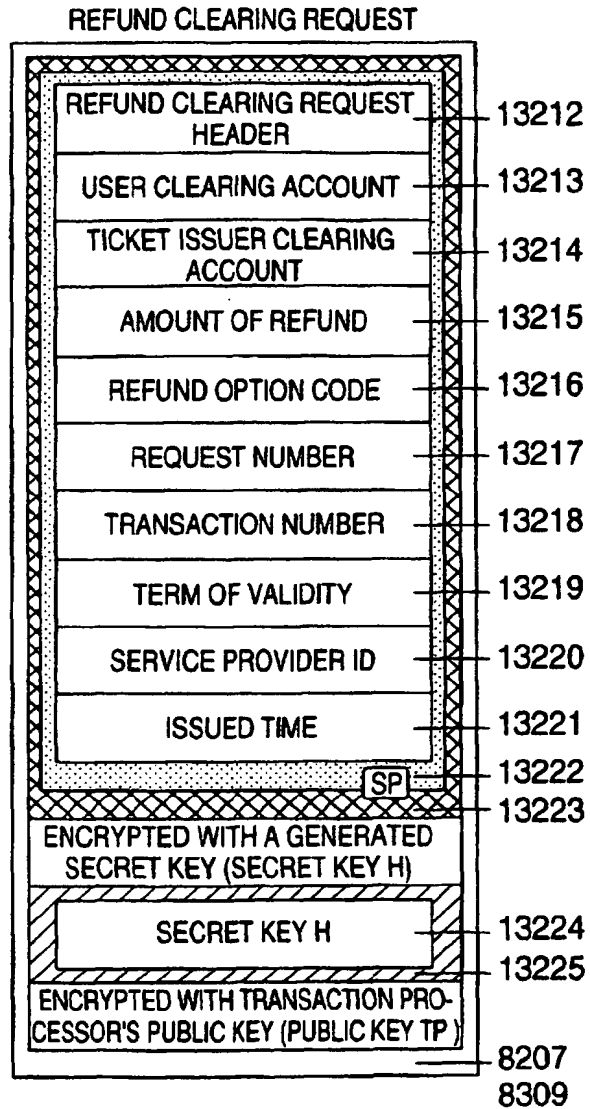 REFUND CLEARING REQUEST
REFUND CLEARING REQUEST
HEADER
13212
USER CLEARING ACCOUNT
13213
TICKET ISSUER CLEARING
ACCOUNT
13214
AMOUNT OF REFUND
13215
REFUND OPTION CODE
13216
REQUEST NUMBER
13217
TRANSACTION NUMBER
13218
TERM OF VALIDITY
13219
SERVICE PROVIDER ID
13220
ISSUED TIME
13221
SP
13222
13223
ENCRYPTED WITH A GENERATED
SECRET KEY (SECRET KEY H)
SECRET KEY H
13224
13225
ENCRYPTED WITH TRANSACTION PRO-
CESSOR'S PUBLIC KEY (PUBLIC KEY TP)
8207
8309